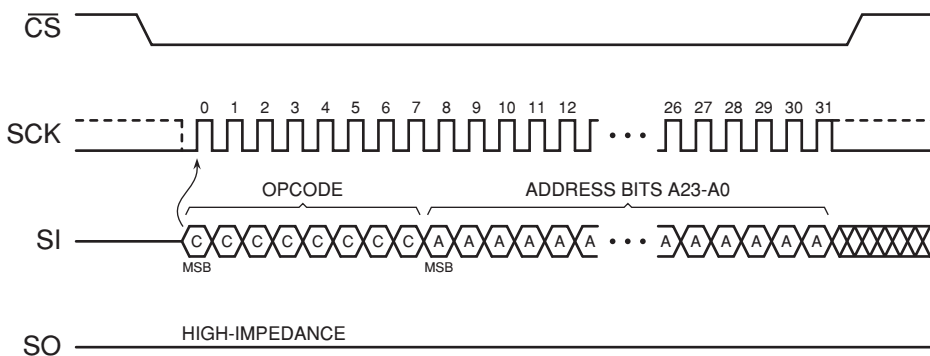 CS
SCK
0 1 2 3 4 5 6 7 8 9 10 11 12 26 27 28 29 30 31
OPCODE ADDRESS BITS A23-A0
SI
C C C C C C C C A A A A A A A A A A A A
MSB MSB
SO
HIGH-IMPEDANCE